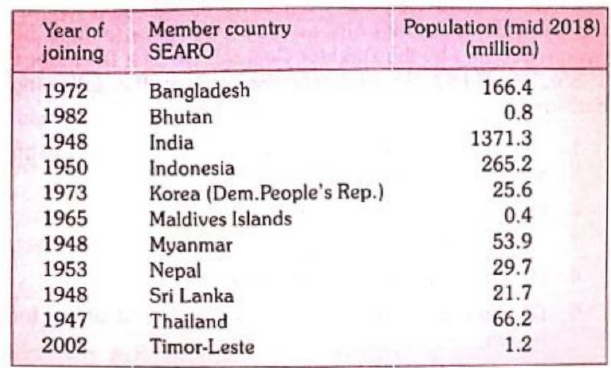 Year of joining Member country SEARO Population (mid 2018) (million)
1972 Bangladesh 166.4
1982 Bhutan 0.8
1948 India 1371.3
1950 Indonesia 265.2
1973 Korea (Dem.People's Rep.) 25.6
1965 Maldives Islands 0.4
1948 Myanmar 53.9
1953 Nepal 29.7
1948 Sri Lanka 21.7
1947 Thailand 66.2
2002 Timor-Leste 1.2